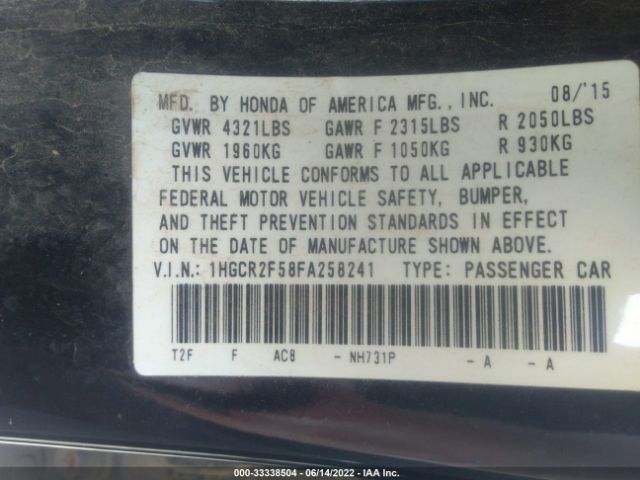 MFD. BY HONDA OF AMERICA MFG., INC. 08/'15
GVWR 4321LBS GAWR F 2315LBS R 2050LBS
GVWR 1960KG GAWR F 1050KG R 930KG
THIS VEHICLE CONFORMS TO ALL APPLICABLE
FEDERAL MOTOR VEHICLE SAFETY, BUMPER,
AND THEFT PREVENTION STANDARDS IN EFFECT
ON THE DATE OF MANUFACTURE SHOWN ABOVE.
V.I.N.: 1HGCR2F58FA258241 TYPE: PASSENGER CAR
T2F F AC8 - NH731P - A - A
000-33338504 - 06/14/2022 - IAA Inc.